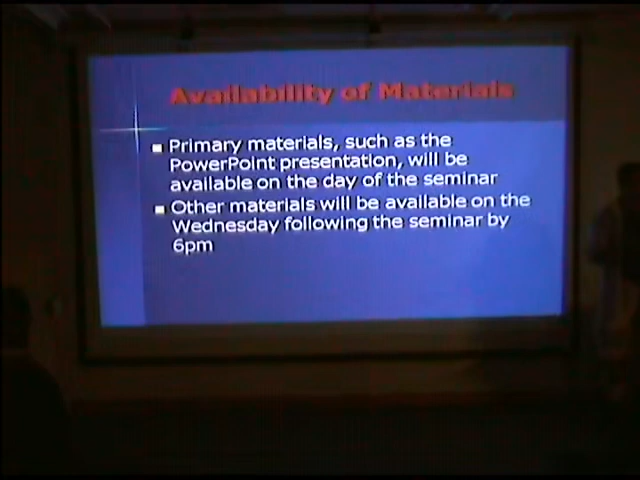 Availability of Materials
Primary materials, such as the
PowerPoint presentation, will be
available on the day of the seminar
Other materials will be available on the
Wednesday following the seminar by
6pm